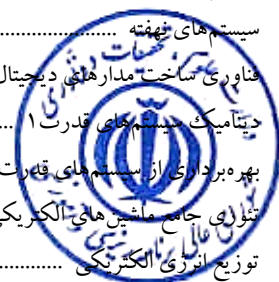 سیستم‌های نهفته ......................
فناوری ساخت مدارهای دیجیتال
دینامیک سیستم‌های قدرت ۱ ...
بهره‌برداری از سیستم‌های قدرت
تئوری جامع ماشین‌های الکتریکی
توزیع انرژی الکتریکی ............